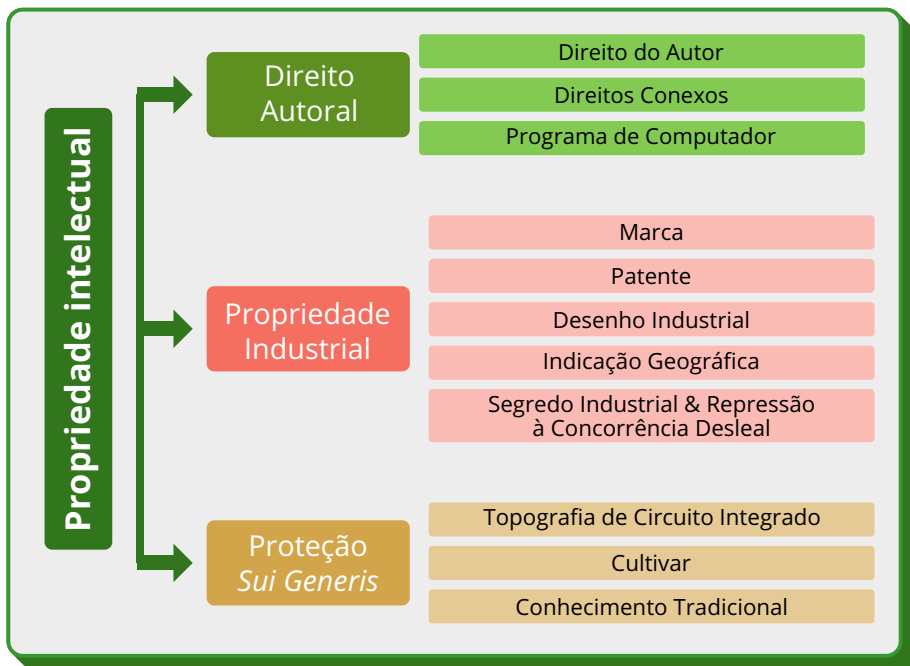 Propriedade intelectual
Direito
Autoral
Direito do Autor
Direitos Conexos
Programa de Computador
Propriedade
Industrial
Marca
Patente
Desenho Industrial
Indicação Geográfica
Segredo Industrial & Repressão
à Concorrência Desleal
Proteção
Sui Generis
Topografia de Circuito Integrado
Cultivar
Conhecimento Tradicional